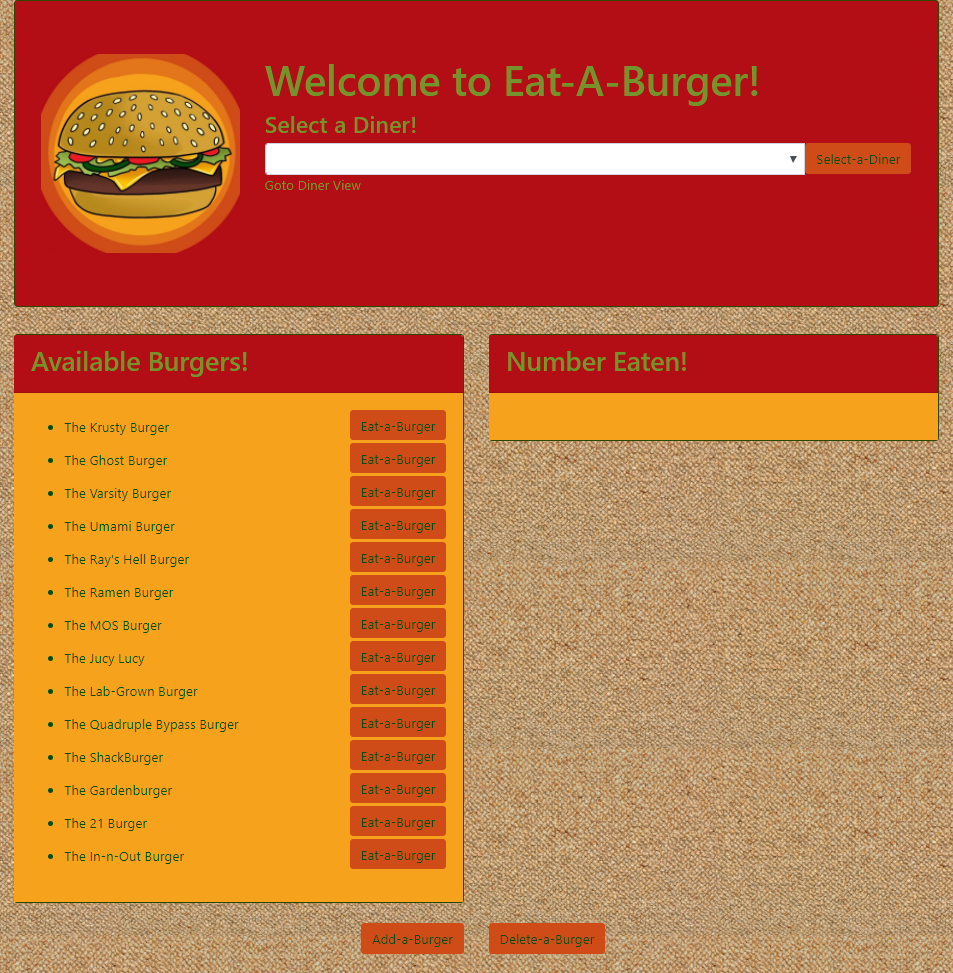 Welcome to Eat-A-Burger!
Select a Diner!
Select-a-Diner
Goto Diner View
Available Burgers!
The Krusty Burger Eat-a-Burger
The Ghost Burger Eat-a-Burger
The Varsity Burger Eat-a-Burger
The Umami Burger Eat-a-Burger
The Ray's Hell Burger Eat-a-Burger
The Ramen Burger Eat-a-Burger
The MOS Burger Eat-a-Burger
The Jucy Lucy Eat-a-Burger
The Lab-Grown Burger Eat-a-Burger
The Quadruple Bypass Burger Eat-a-Burger
The ShackBurger Eat-a-Burger
The Gardenburger Eat-a-Burger
The 21 Burger Eat-a-Burger
The In-n-Out Burger Eat-a-Burger
Number Eaten!
Add-a-Burger
Delete-a-Burger